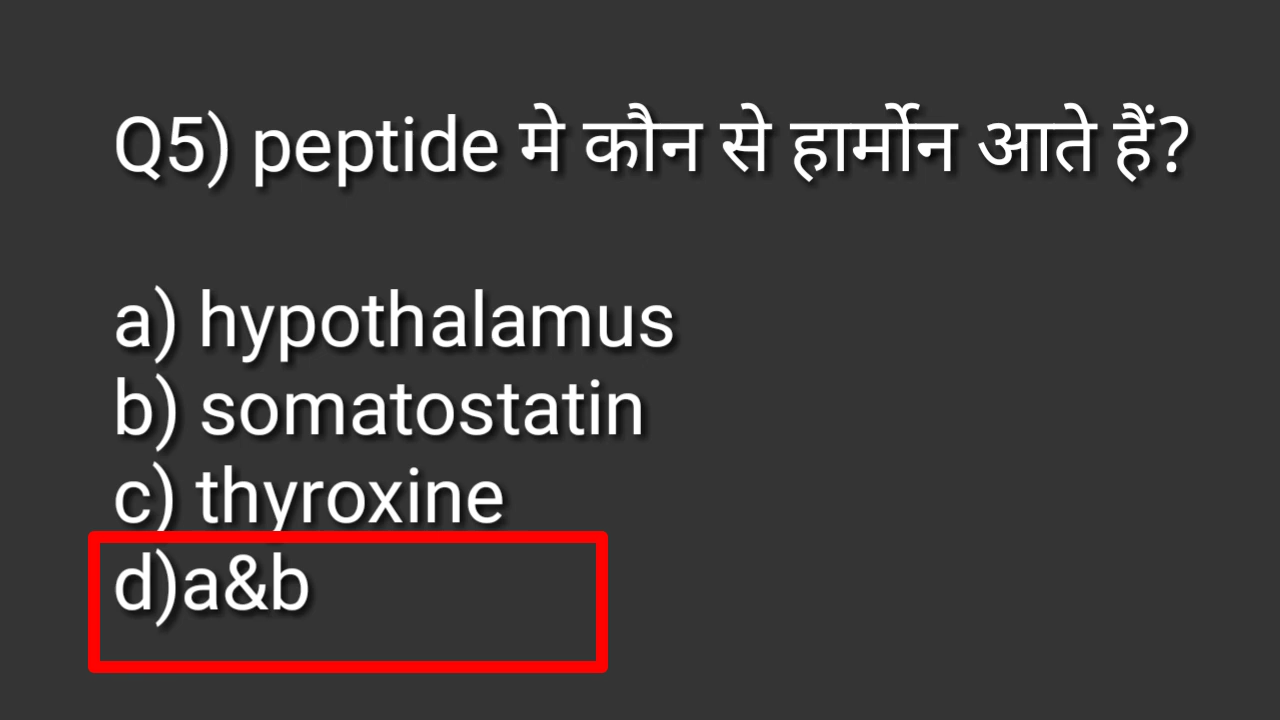 Q5) peptide मे कौन से हार्मोन आते हैं?
a) hypothalamus
b) somatostatin
c) thyroxine
d)a&b